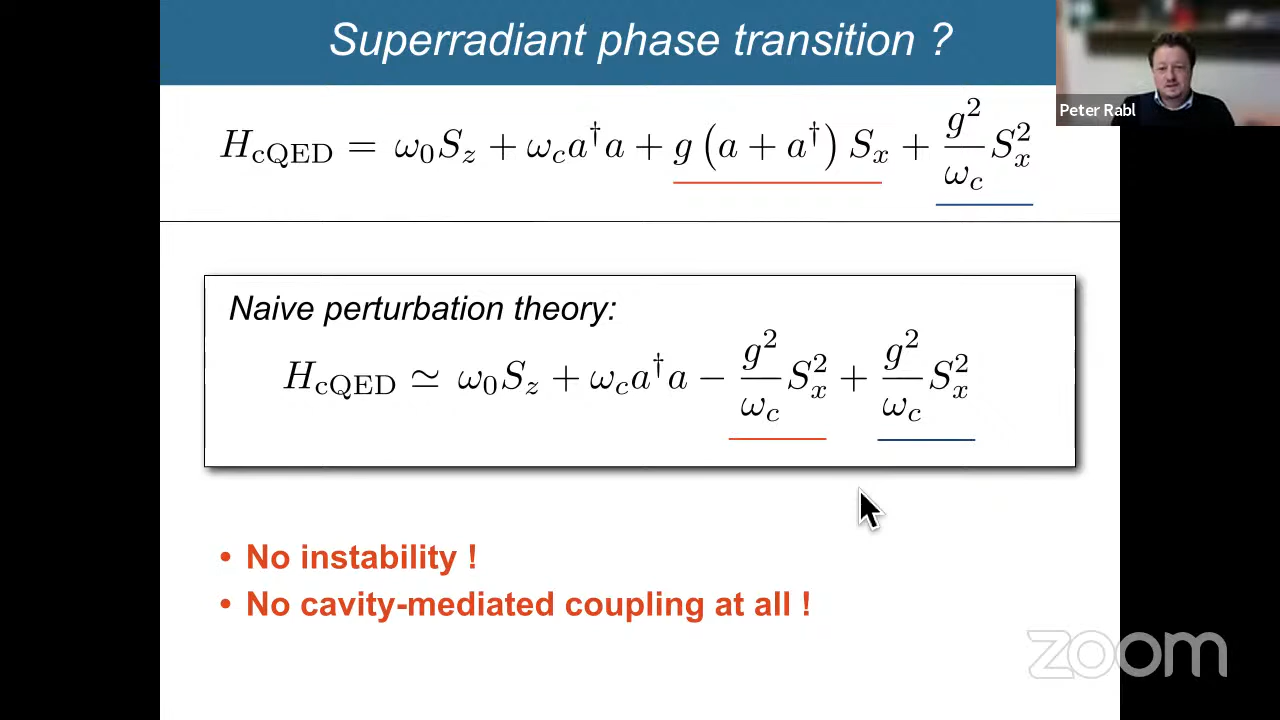 Superradiant phase transition ?
Peter Rabl
H_cQED = ω₀S_z + ω_c a†a + g (a + a†) S_x + g²/ω_c S_x²
Naive perturbation theory:
H_cQED ≃ ω₀S_z + ω_c a†a − g²/ω_c S_x² + g²/ω_c S_x²
• No instability !
• No cavity-mediated coupling at all !
zoom